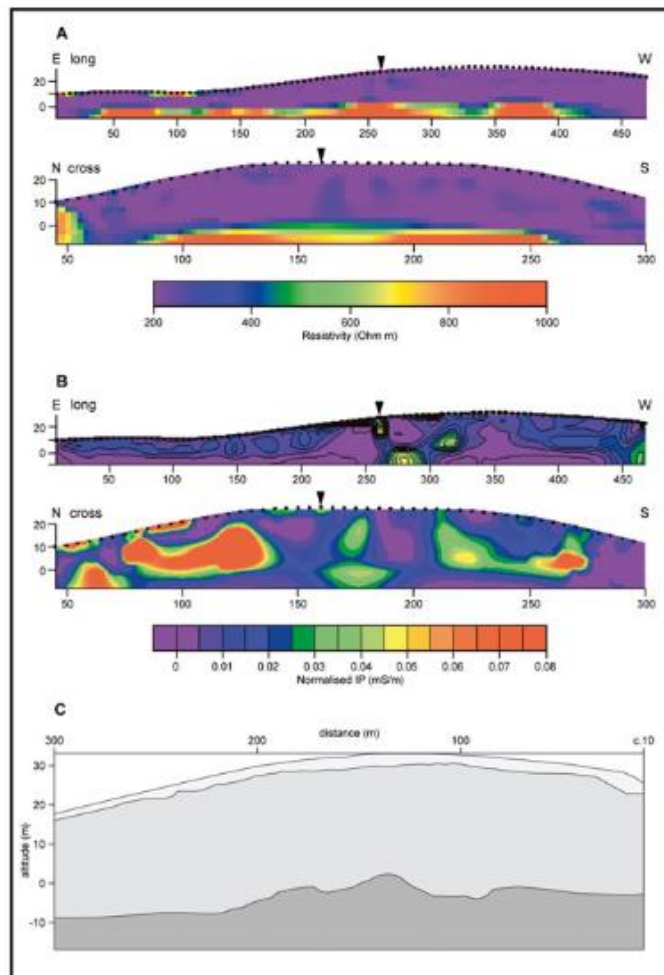 A
E long W
20
0
50 100 150 200 250 300 350 400 450
N cross S
20
10
0
50 100 150 200 250 300
200 400 600 800 1000
Resistivity (Ohm m)
B
E long W
20
0
50 100 150 200 250 300 350 400 450
N cross S
20
10
0
50 100 150 200 250 300
0 0.01 0.02 0.03 0.04 0.05 0.06 0.07 0.08
Normalised IP (mS/m)
C
distance (m)
300 200 100 c.10
30
20
10
0
-10
altitude (m)